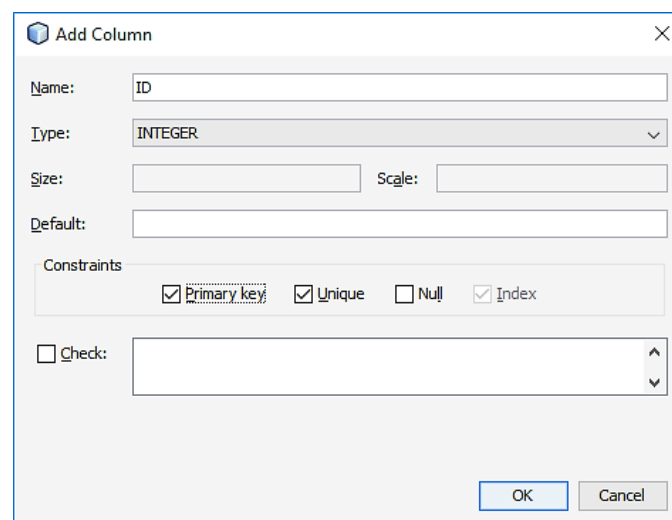 Add Column
Name: ID
Type: INTEGER
Size: Scale:
Default:
Constraints
Primary key Unique Null Index
Check:
OK Cancel